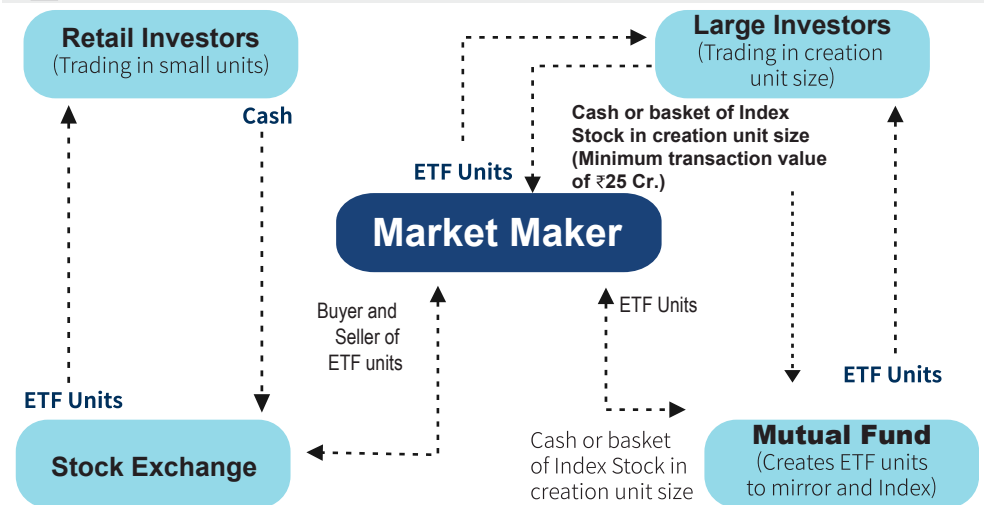 Retail Investors
(Trading in small units)
Large Investors
(Trading in creation
unit size)
Cash
Cash or basket of Index
Stock in creation unit size
(Minimum transaction value
of ₹25 Cr.)
ETF Units
Market Maker
Buyer and
Seller of
ETF units
ETF Units
ETF Units
ETF Units
Stock Exchange
Cash or basket
of Index Stock in
creation unit size
Mutual Fund
(Creates ETF units
to mirror and Index)